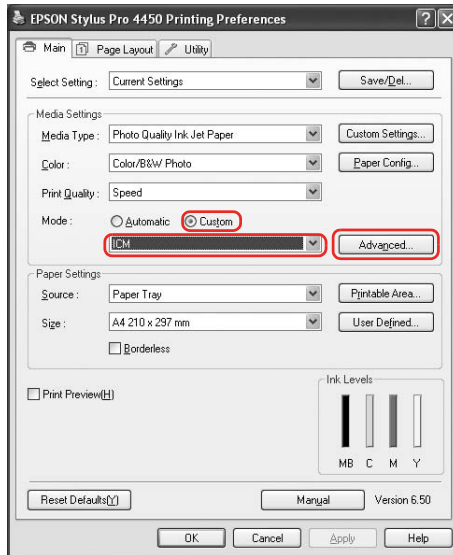 EPSON Stylus Pro 4450 Printing Preferences
Main Page Layout Utility
Select Setting : Current Settings Save/Del...
Media Settings
Media Type : Photo Quality Ink Jet Paper Custom Settings...
Color : Color/B&W Photo Paper Config...
Print Quality : Speed
Mode : Automatic Custom
ICM Advanced...
Paper Settings
Source : Paper Tray Printable Area...
Size : A4 210 x 297 mm User Defined...
Borderless
Print Preview(H)
Ink Levels
MB C M Y
Reset Defaults(Y) Manual Version 6.50
OK Cancel Apply Help